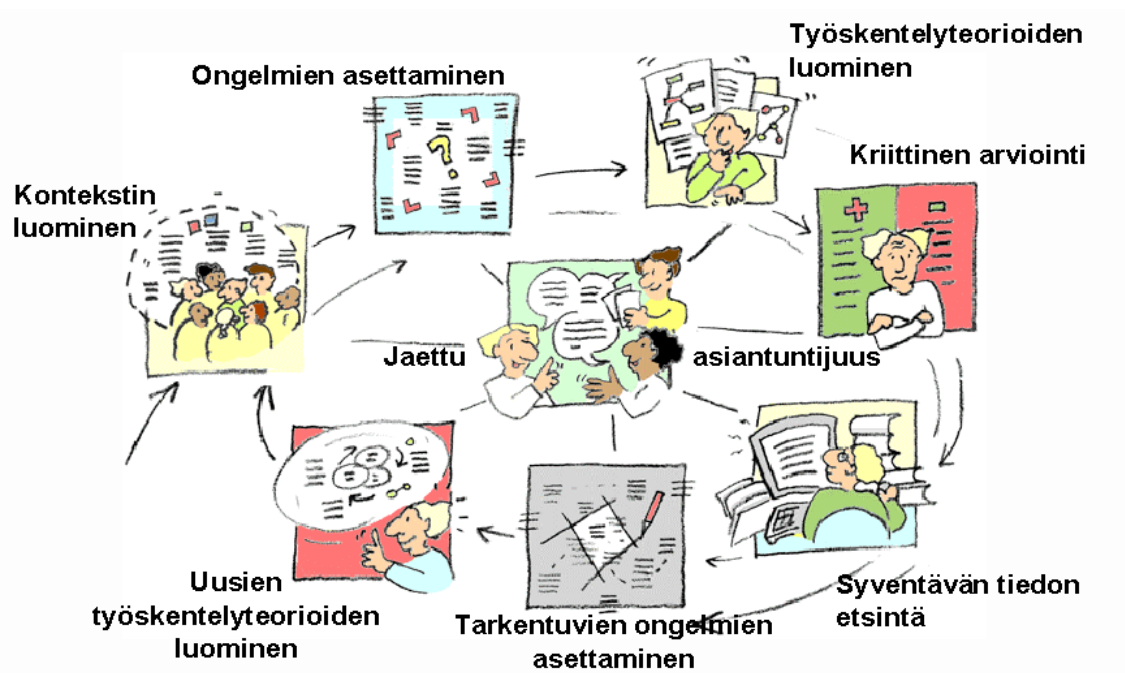 Työskentelyteorioiden
luominen
Ongelmien asettaminen
Kriittinen arviointi
Kontekstin
luominen
Jaettu
asiantuntijuus
Uusien
työskentelyteorioiden
luominen
Tarkentuvien ongelmien
asettaminen
Syventävän tiedon
etsintä